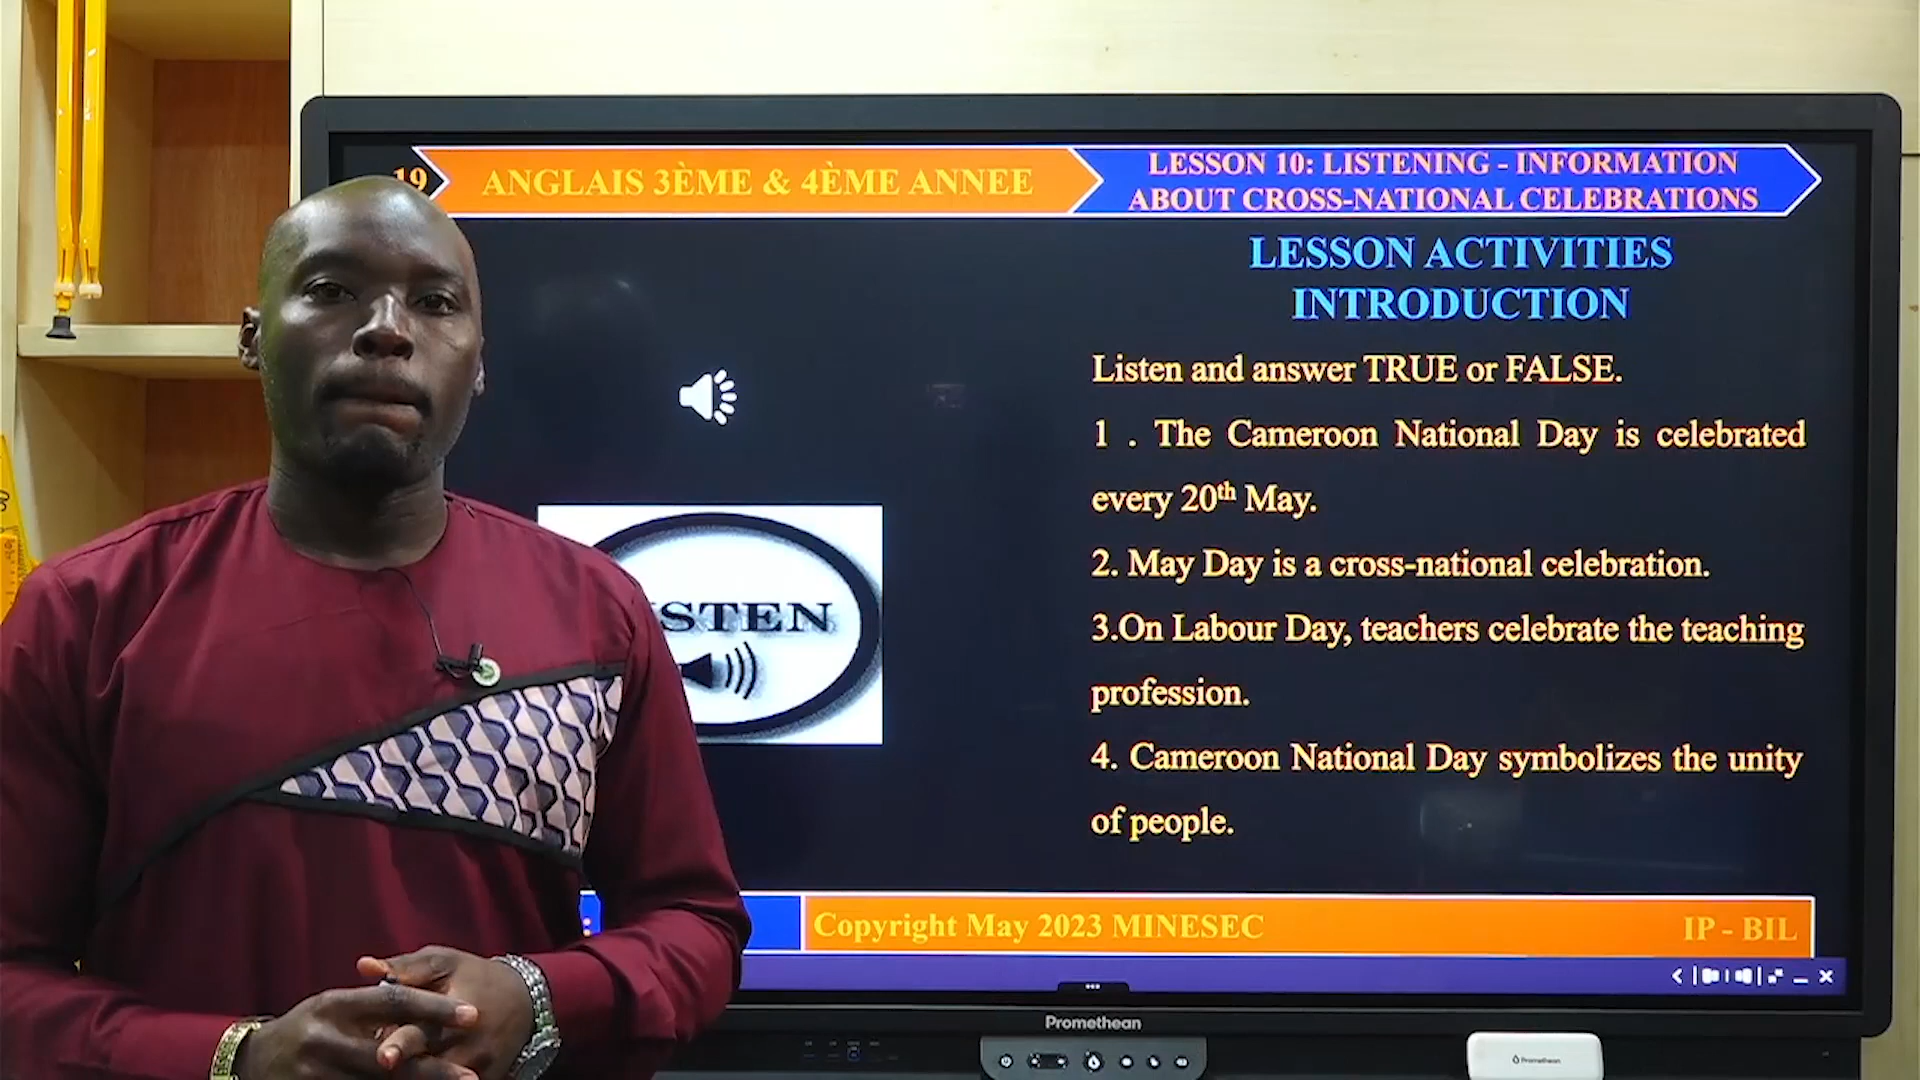 19
ANGLAIS 3ÈME & 4ÈME ANNEE
LESSON 10: LISTENING - INFORMATION
ABOUT CROSS-NATIONAL CELEBRATIONS
LESSON ACTIVITIES
INTRODUCTION
Listen and answer TRUE or FALSE.
1 . The Cameroon National Day is celebrated
every 20th May.
2. May Day is a cross-national celebration.
3.On Labour Day, teachers celebrate the teaching
profession.
4. Cameroon National Day symbolizes the unity
of people.
ISTEN
Copyright May 2023 MINESEC
IP - BIL
Promethean
Promethean